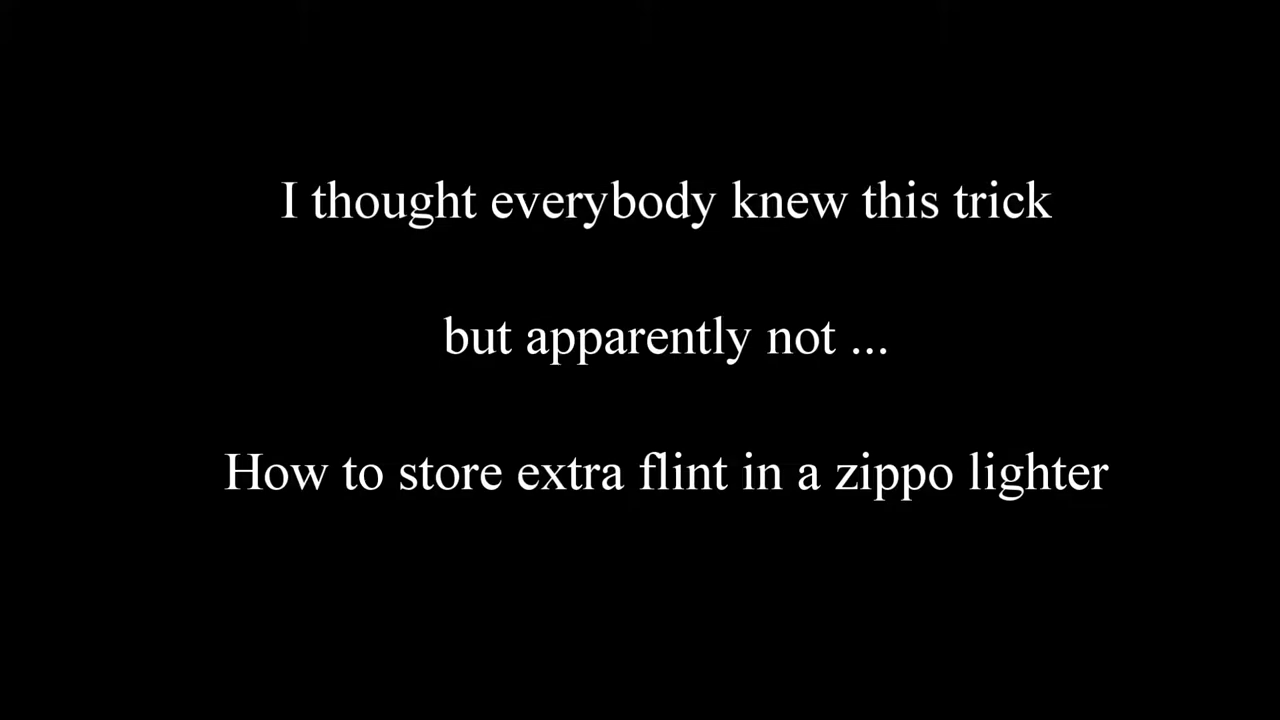 I thought everybody knew this trick
but apparently not ...
How to store extra flint in a zippo lighter